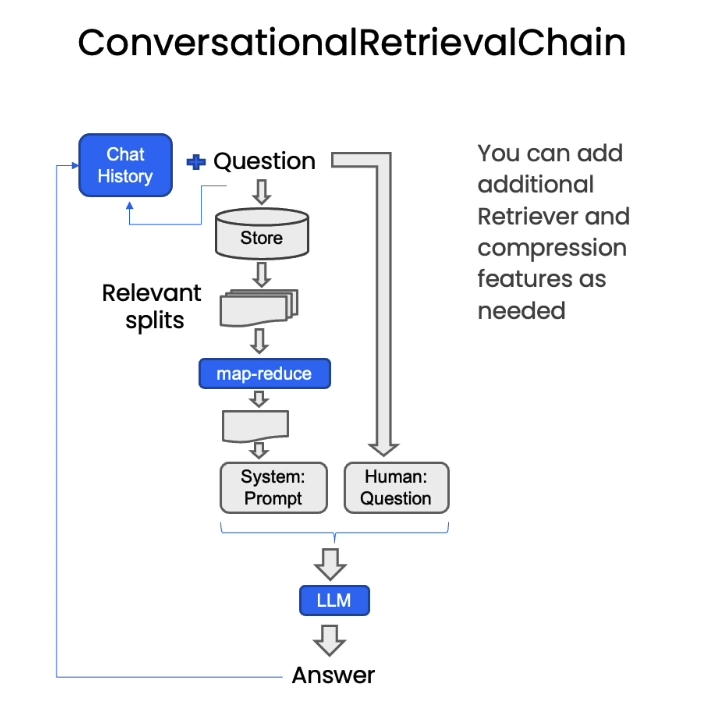 ConversationalRetrievalChain
Chat
History
+ Question
You can add
additional
Retriever and
compression
features as
needed
Store
Relevant
splits
map-reduce
System:
Prompt
Human:
Question
LLM
Answer